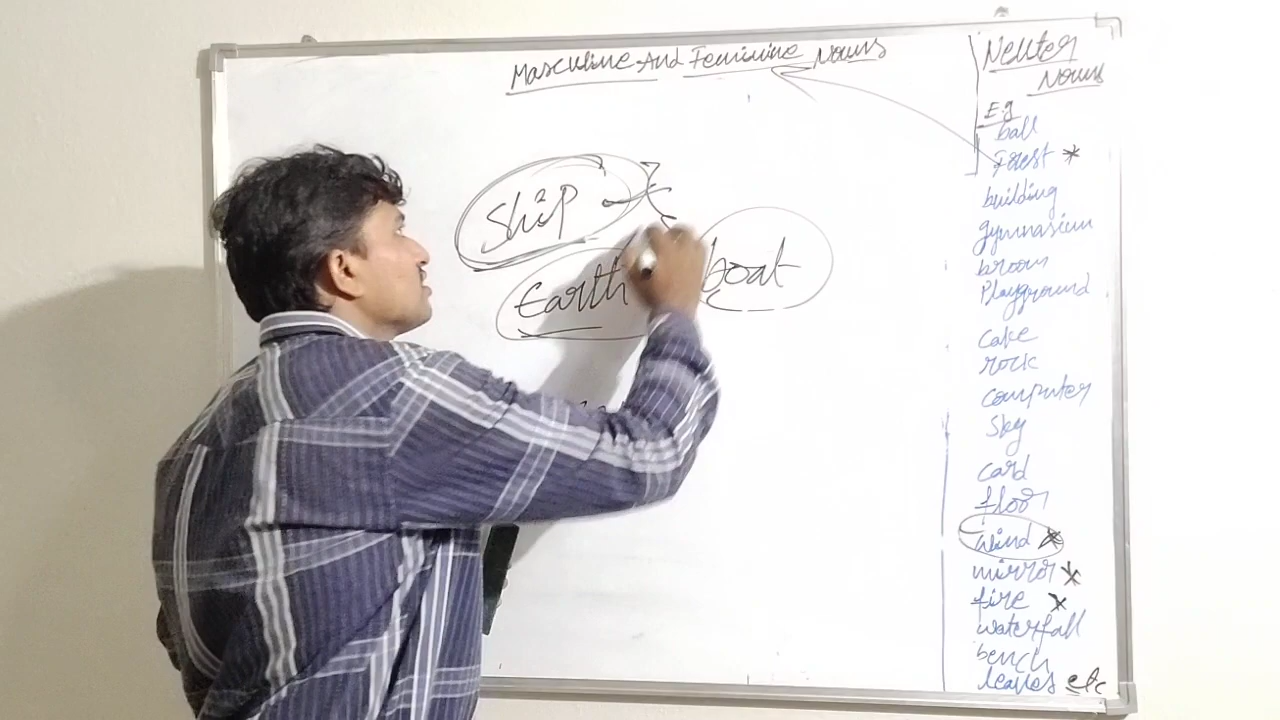 Masculine And Feminine Nouns
Ship
Earth
boat
Neuter
Nouns
E.g
ball
Forest *
building
gymnasium
broom
Playground
cake
rock
computer
Sky
card
floor
wind
mirror
fire
waterfall
bench
leaves etc